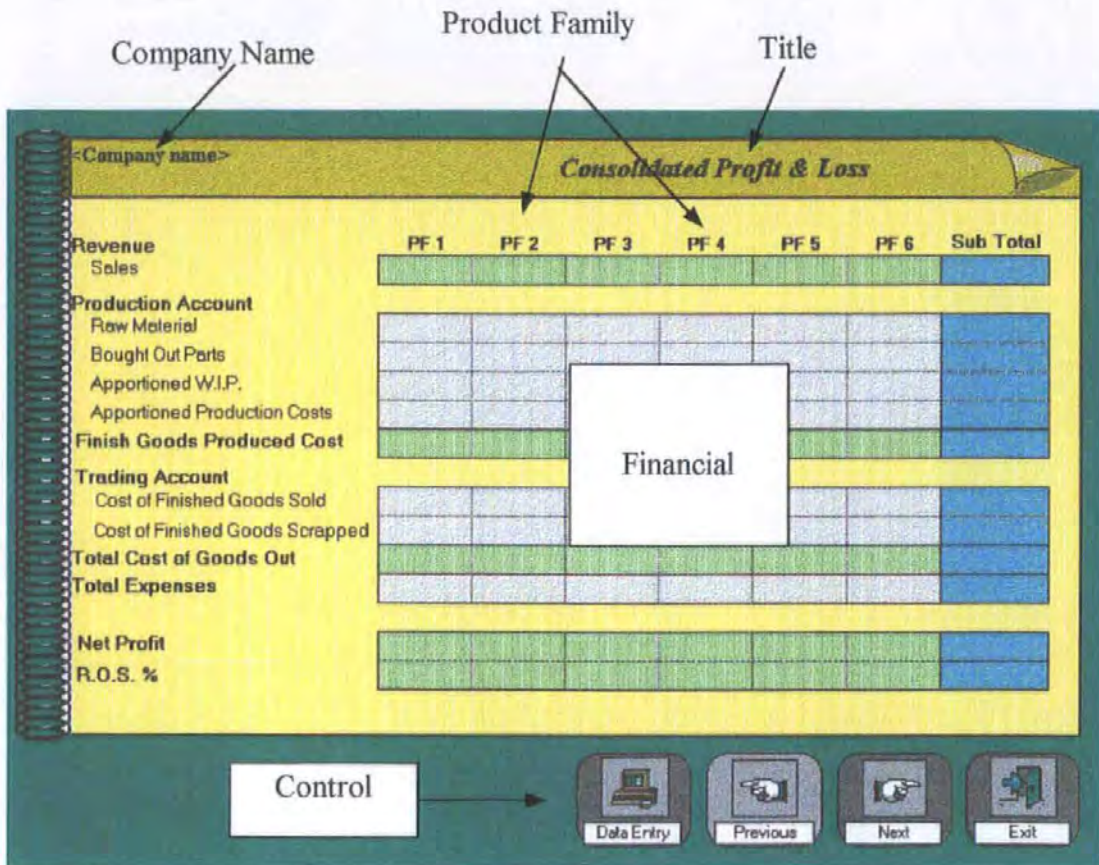 Product Family
Company Name
Title
<Company name>
Consolidated Profit & Loss
Revenue PF 1 PF 2 PF 3 PF 4 PF 5 PF 6 Sub Total
Sales
Production Account
Raw Material
Bought Out Parts
Apportioned W.I.P.
Apportioned Production Costs
Finish Goods Produced Cost
Financial
Trading Account
Cost of Finished Goods Sold
Cost of Finished Goods Scrapped
Total Cost of Goods Out
Total Expenses
Net Profit
R.O.S. %
Control
Data Entry Previous Next Exit